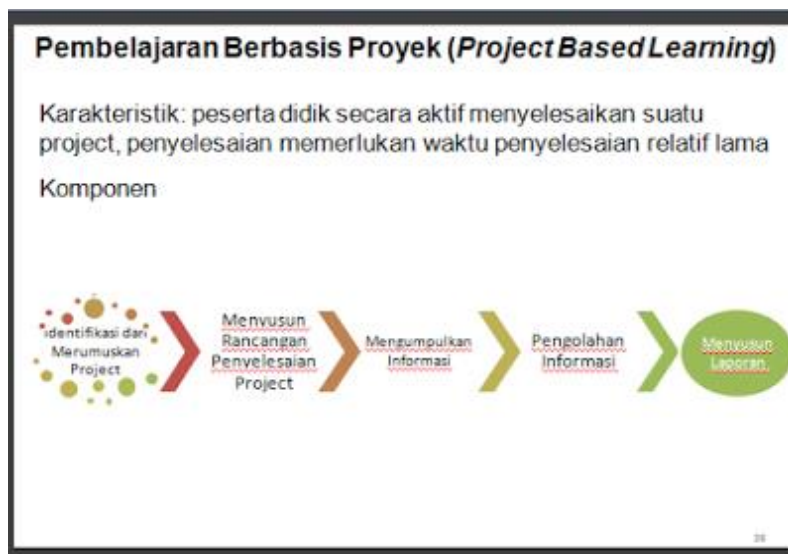 Pembelajaran Berbasis Proyek (Project Based Learning)
Karakteristik: peserta didik secara aktif menyelesaikan suatu
project, penyelesaian memerlukan waktu penyelesaian relatif lama
Komponen
Identifikasi dan
Merumuskan
Project
Menyusun
Rancangan
Penyelesaian
Project
Mengumpulkan
Informasi
Pengolahan
Informasi
Menyusun
Laporan